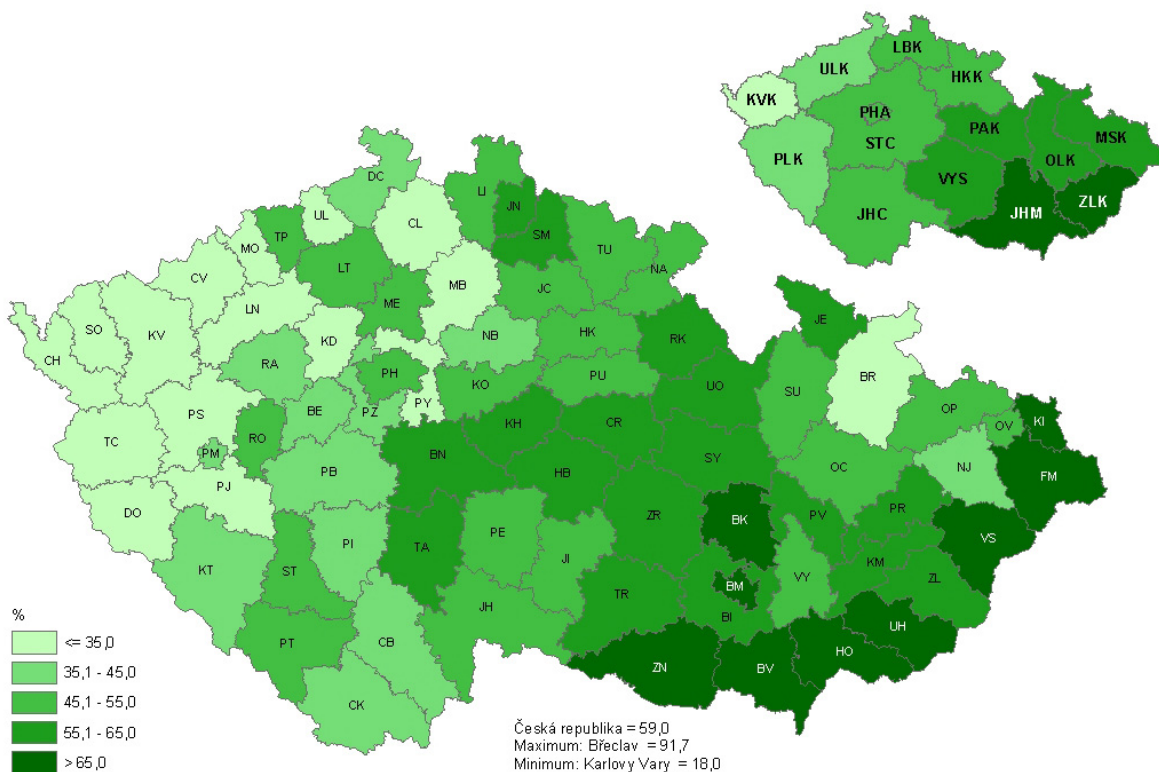 LBK
ULK
HKK
KVK
PHA
PAK
MSK
STC
PLK
OLK
VYS
ZLK
JHC
JHM
DC
LI
JN
UL
CL
TP
SM
MO
TU
LT
NA
CV
MB
ME
JC
LN
SO
KV
JE
NB
HK
KD
RK
CH
RA
PH
PU
BR
KO
UO
SU
PS
BE
PZ
PY
OP
KI
TC
RO
KH
CR
OV
PM
BN
SY
OC
NJ
PB
HB
FM
PJ
DO
ZR
BK
PV
PR
PE
VS
TA
PI
JI
KT
ST
KM
BM
VY
ZL
TR
JH
BI
UH
PT
CB
HO
ZN
BV
CK
%
<= 35,0
35,1 - 45,0
45,1 - 55,0
55,1 - 65,0
> 65,0
Česká republika = 59,0
Maximum: Břeclav = 91,7
Minimum: Karlovy Vary = 18,0